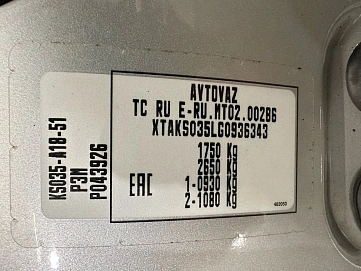 AVTOVAZ
TC RU E-RU.MT02.00286
XTAKS035LG0936343
1750 Kg
2650 Kg
1-0930 Kg
2-1080 Kg
EAC
KS035-A18-51
P3M
P043926